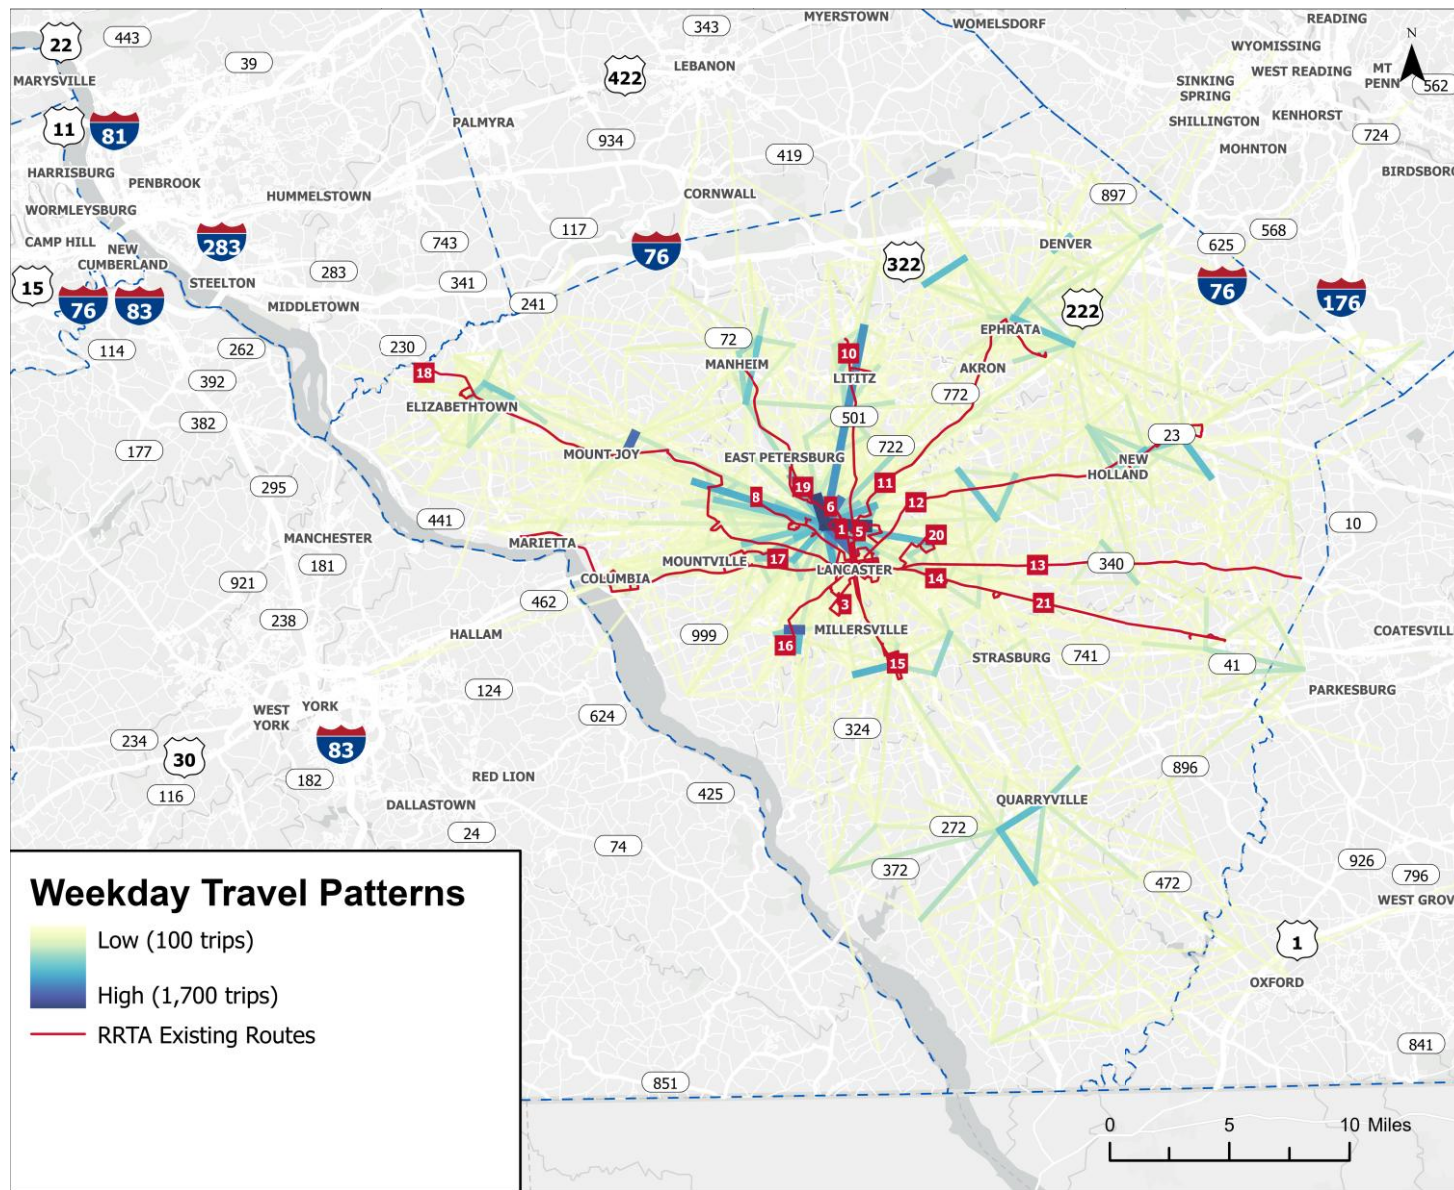 22
443
39
343
MYERSTOWN
WOMELSDORF
READING
N
WYOMISSING
MARYSVILLE
422
LEBANON
SINKING
SPRING
WEST READING
MT
PENN
562
11
81
PALMYRA
934
419
SHILLINGTON
KENHORST
724
MOHNTON
HARRISBURG
PENBROOK
HUMMELSTOWN
CORNWALL
897
BIRDSBORO
WORMLEYSBURG
CAMP HILL
NEW
CUMBERLAND
283
743
117
76
322
DENVER
625
568
15
76
83
STEELTON
283
341
241
222
76
176
MIDDLETOWN
114
262
230
72
10
EPHRATA
392
18
MANHEIM
LITITZ
AKRON
382
ELIZABETHTOWN
501
772
177
MOUNT JOY
EAST PETERSBURG
722
23
NEW
HOLLAND
295
8
19
6
11
12
441
1
5
20
10
MANCHESTER
MARIETTA
181
921
MOUNTVILLE
17
LANCASTER
13
340
COLUMBIA
14
462
3
21
238
HALLAM
999
MILLERSVILLE
COATESVILL
16
15
STRASBURG
741
41
124
PARKESBURG
WEST
YORK
YORK
624
324
234
30
83
896
182
RED LION
116
DALLASTOWN
425
QUARRYVILLE
24
74
272
372
472
926
796
WEST GROV
1
OXFORD
841
851
Weekday Travel Patterns
Low (100 trips)
High (1,700 trips)
RRTA Existing Routes
0
5
10 Miles